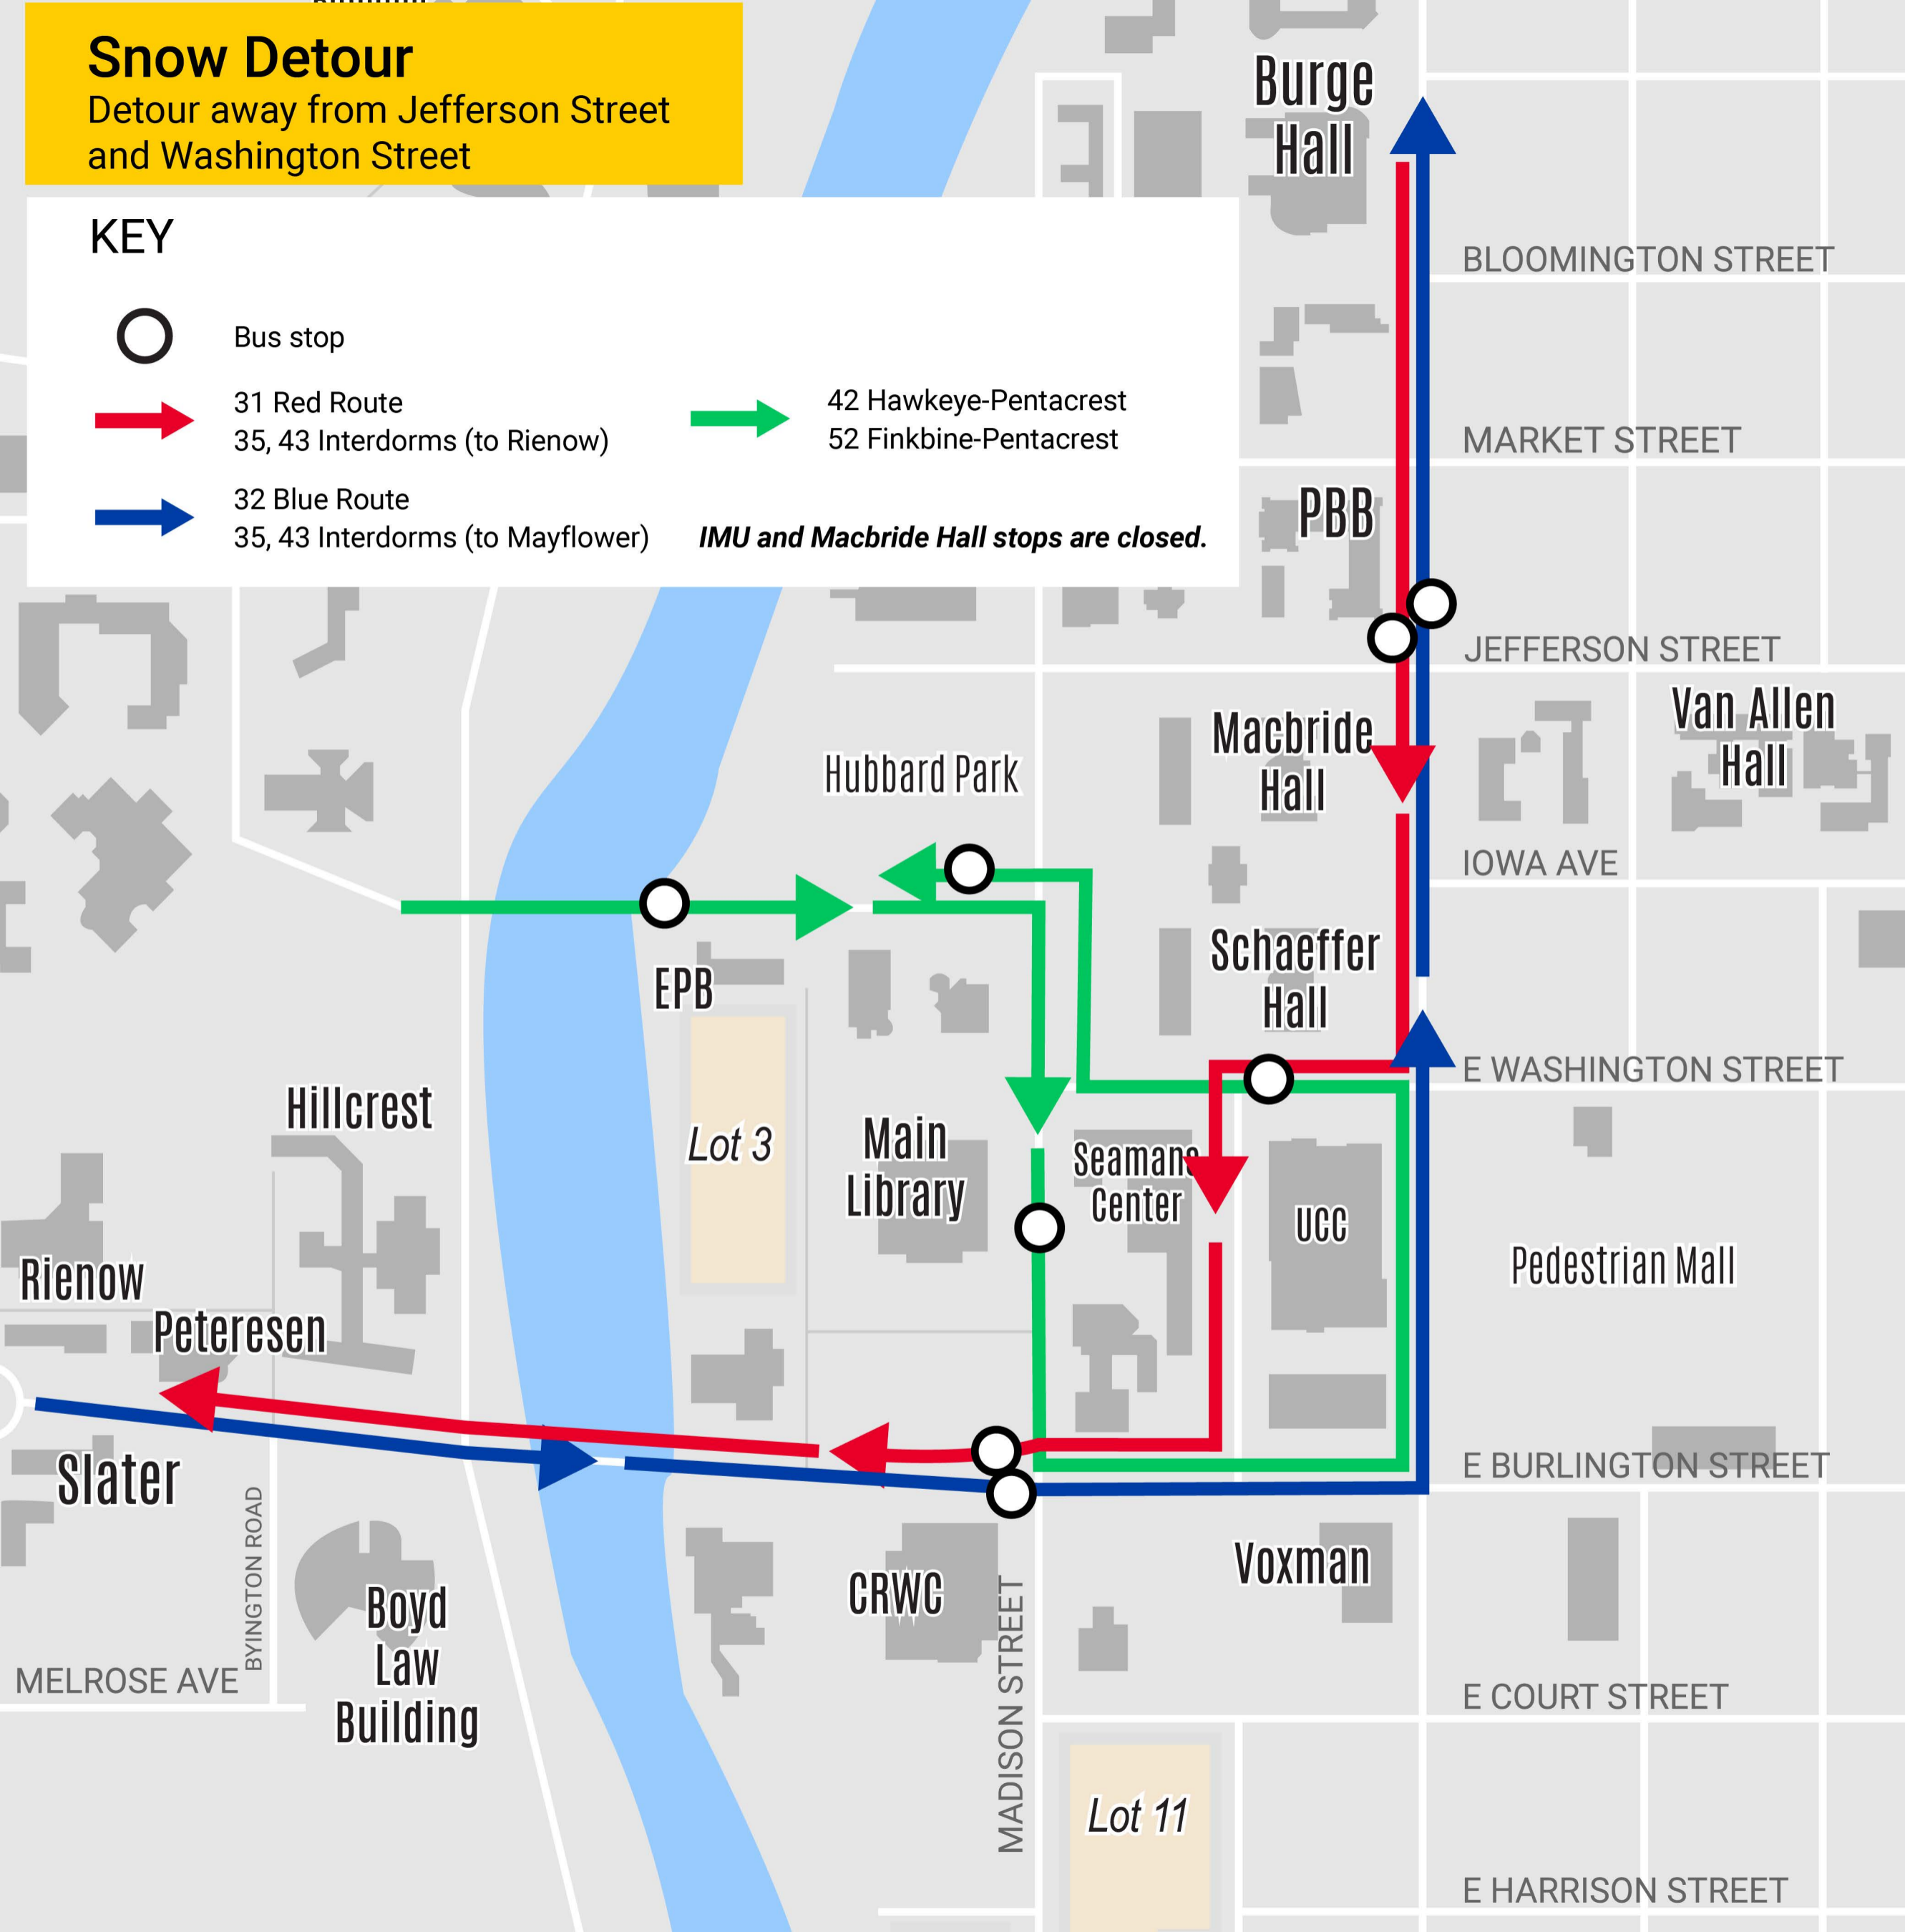 Snow Detour
Detour away from Jefferson Street
and Washington Street
KEY
Bus stop
31 Red Route
35, 43 Interdorms (to Rienow)
32 Blue Route
35, 43 Interdorms (to Mayflower)
42 Hawkeye-Pentacrest
52 Finkbine-Pentacrest
IMU and Macbride Hall stops are closed.
Burge
Hall
BLOOMINGTON STREET
MARKET STREET
PBB
JEFFERSON STREET
Van Allen
Hall
Macbride
Hall
Hubbard Park
IOWA AVE
Schaeffer
Hall
EPB
E WASHINGTON STREET
Hillcrest
Lot 3
Main
Library
Seamans
Center
UCC
Pedestrian Mall
Rienow
Peteresen
Slater
E BURLINGTON STREET
BYINGTON ROAD
Boyd
Law
Building
CRWC
Voxman
MADISON STREET
MELROSE AVE
E COURT STREET
Lot 11
E HARRISON STREET